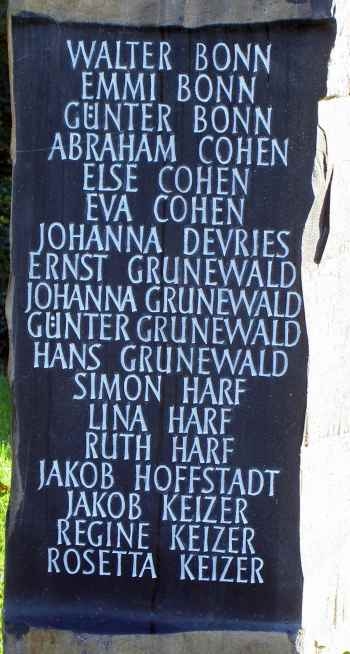 WALTER BONN
EMMI BONN
GÜNTER BONN
ABRAHAM COHEN
ELSE COHEN
EVA COHEN
JOHANNA DEVRIES
ERNST GRUNEWALD
JOHANNA GRUNEWALD
GÜNTER GRUNEWALD
HANS GRUNEWALD
SIMON HARF
LINA HARF
RUTH HARF
JAKOB HOFFSTADT
JAKOB KEIZER
REGINE KEIZER
ROSETTA KEIZER